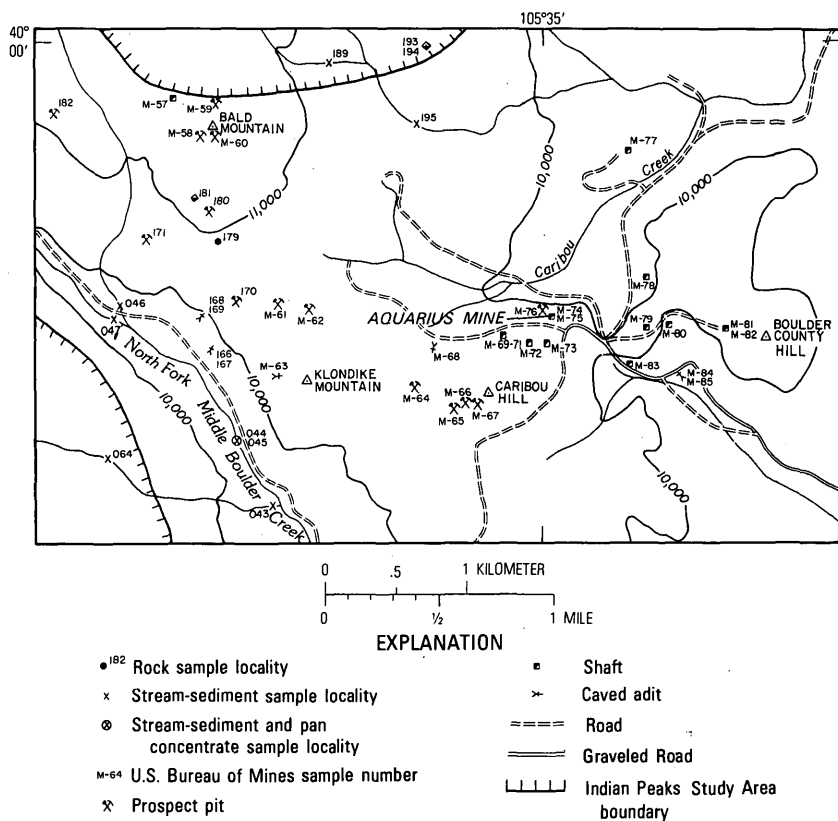 105°35'
40°
00'
193
194
189
182
M-57
M-59
BALD
MOUNTAIN
M-58
M-60
195
M-77
Creek
10,000
10,000
181
180
11,000
171
179
Caribou
M-78
046
168
169
170
M-61
M-62
AQUARIUS MINE
M-76
M-74
M-75
M-79
M-80
M-81
M-82
BOULDER
COUNTY
HILL
047
166
167
M-68
M-69-71
M-72
M-73
M-63
KLONDIKE
MOUNTAIN
M-83
M-84
M-85
North Fork Middle Boulder Creek
10,000
10,000
M-64
M-66
M-65
M-67
CARIBOU
HILL
044
045
064
043
10,000
0 .5 1 KILOMETER
0 ½ 1 MILE
EXPLANATION
182 Rock sample locality
Stream-sediment sample locality
Stream-sediment and pan
concentrate sample locality
M-64 U.S. Bureau of Mines sample number
Prospect pit
Shaft
Caved adit
Road
Graveled Road
Indian Peaks Study Area
boundary